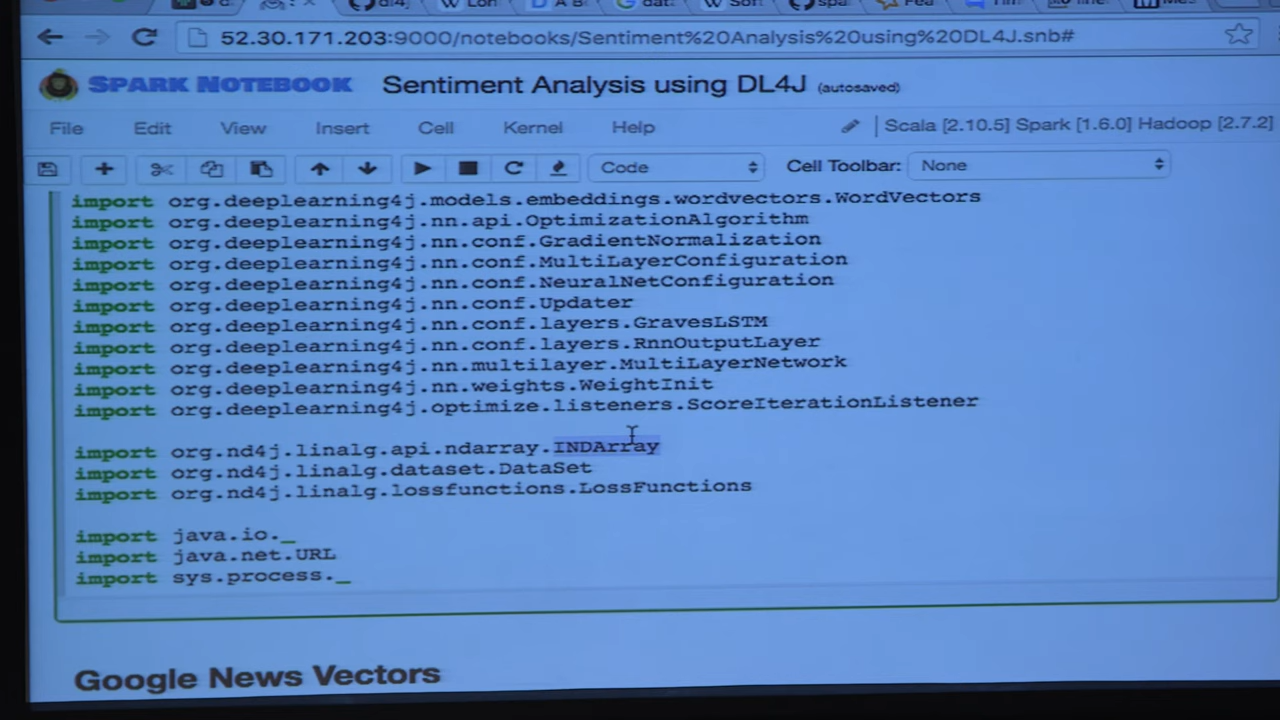 52.30.171.203:9000/notebooks/Sentiment%20Analysis%20using%20DL4J.snb#
SPARK NOTEBOOK Sentiment Analysis using DL4J (autosaved)
File Edit View Insert Cell Kernel Help Scala [2.10.5] Spark [1.6.0] Hadoop [2.7.2]
Code Cell Toolbar: None
import org.deeplearning4j.models.embeddings.wordvectors.WordVectors
import org.deeplearning4j.nn.api.OptimizationAlgorithm
import org.deeplearning4j.nn.conf.GradientNormalization
import org.deeplearning4j.nn.conf.MultiLayerConfiguration
import org.deeplearning4j.nn.conf.NeuralNetConfiguration
import org.deeplearning4j.nn.conf.Updater
import org.deeplearning4j.nn.conf.layers.GravesLSTM
import org.deeplearning4j.nn.conf.layers.RnnOutputLayer
import org.deeplearning4j.nn.multilayer.MultiLayerNetwork
import org.deeplearning4j.nn.weights.WeightInit
import org.deeplearning4j.optimize.listeners.ScoreIterationListener
import org.nd4j.linalg.api.ndarray.INDArray
import org.nd4j.linalg.dataset.DataSet
import org.nd4j.linalg.lossfunctions.LossFunctions
import java.io._
import java.net.URL
import sys.process._
Google News Vectors